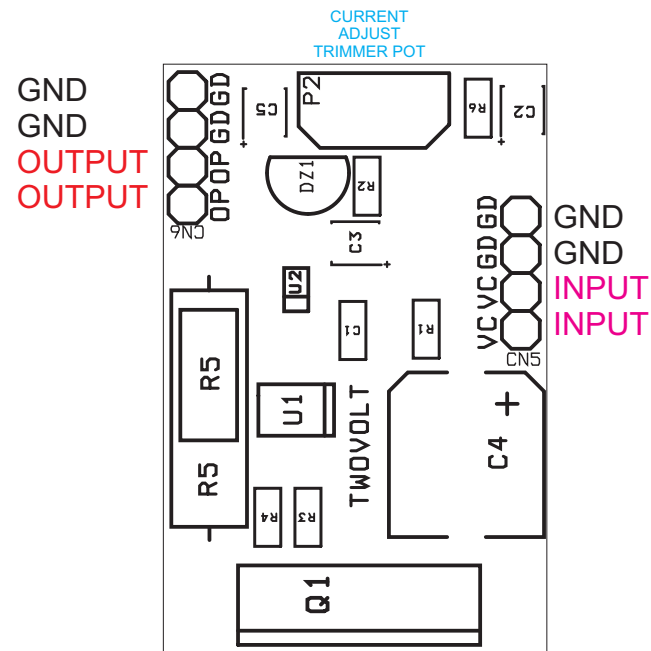 CURRENT
ADJUST
TRIMMER POT
GND
GND
OUTPUT
OUTPUT
GD
GD
OP
OP
CN6
C5
P2
R6
C2
+
+
DZ1
R2
C3
+
U2
C1
R1
GD
GD
VC
VC
CN5
GND
GND
INPUT
INPUT
R5
R5
U1
TWOVOLT
+
C4
R4
R3
Q1